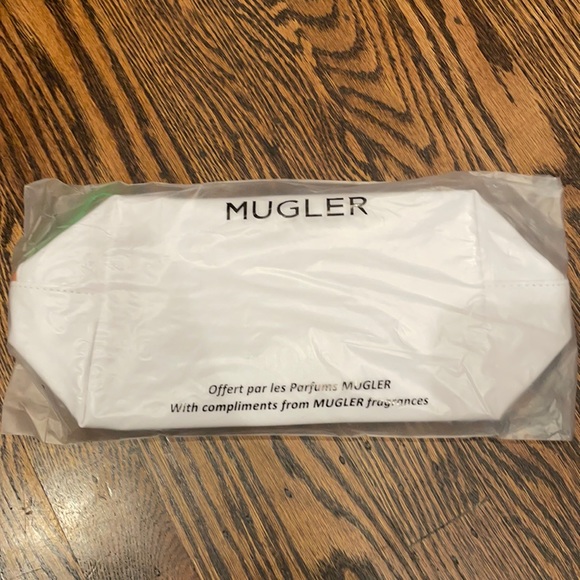 MUGLER
Offert par les Parfums MUGLER
With compliments from MUGLER fragrances